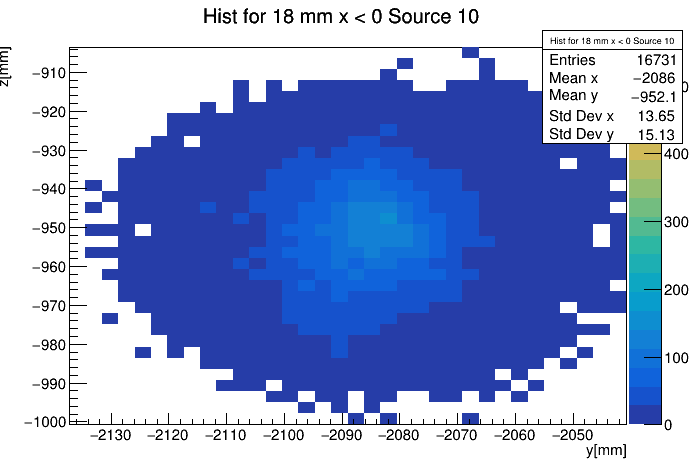 Hist for 18 mm x < 0 Source 10
Hist for 18 mm x < 0 Source 10
Entries 16731
Mean x −2086
Mean y −952.1
Std Dev x 13.65
Std Dev y 15.13
z[mm]
−910
−920
−930
−940
−950
−960
−970
−980
−990
−1000
−2130 −2120 −2110 −2100 −2090 −2080 −2070 −2060 −2050
y[mm]
0
400
300
200
100
0